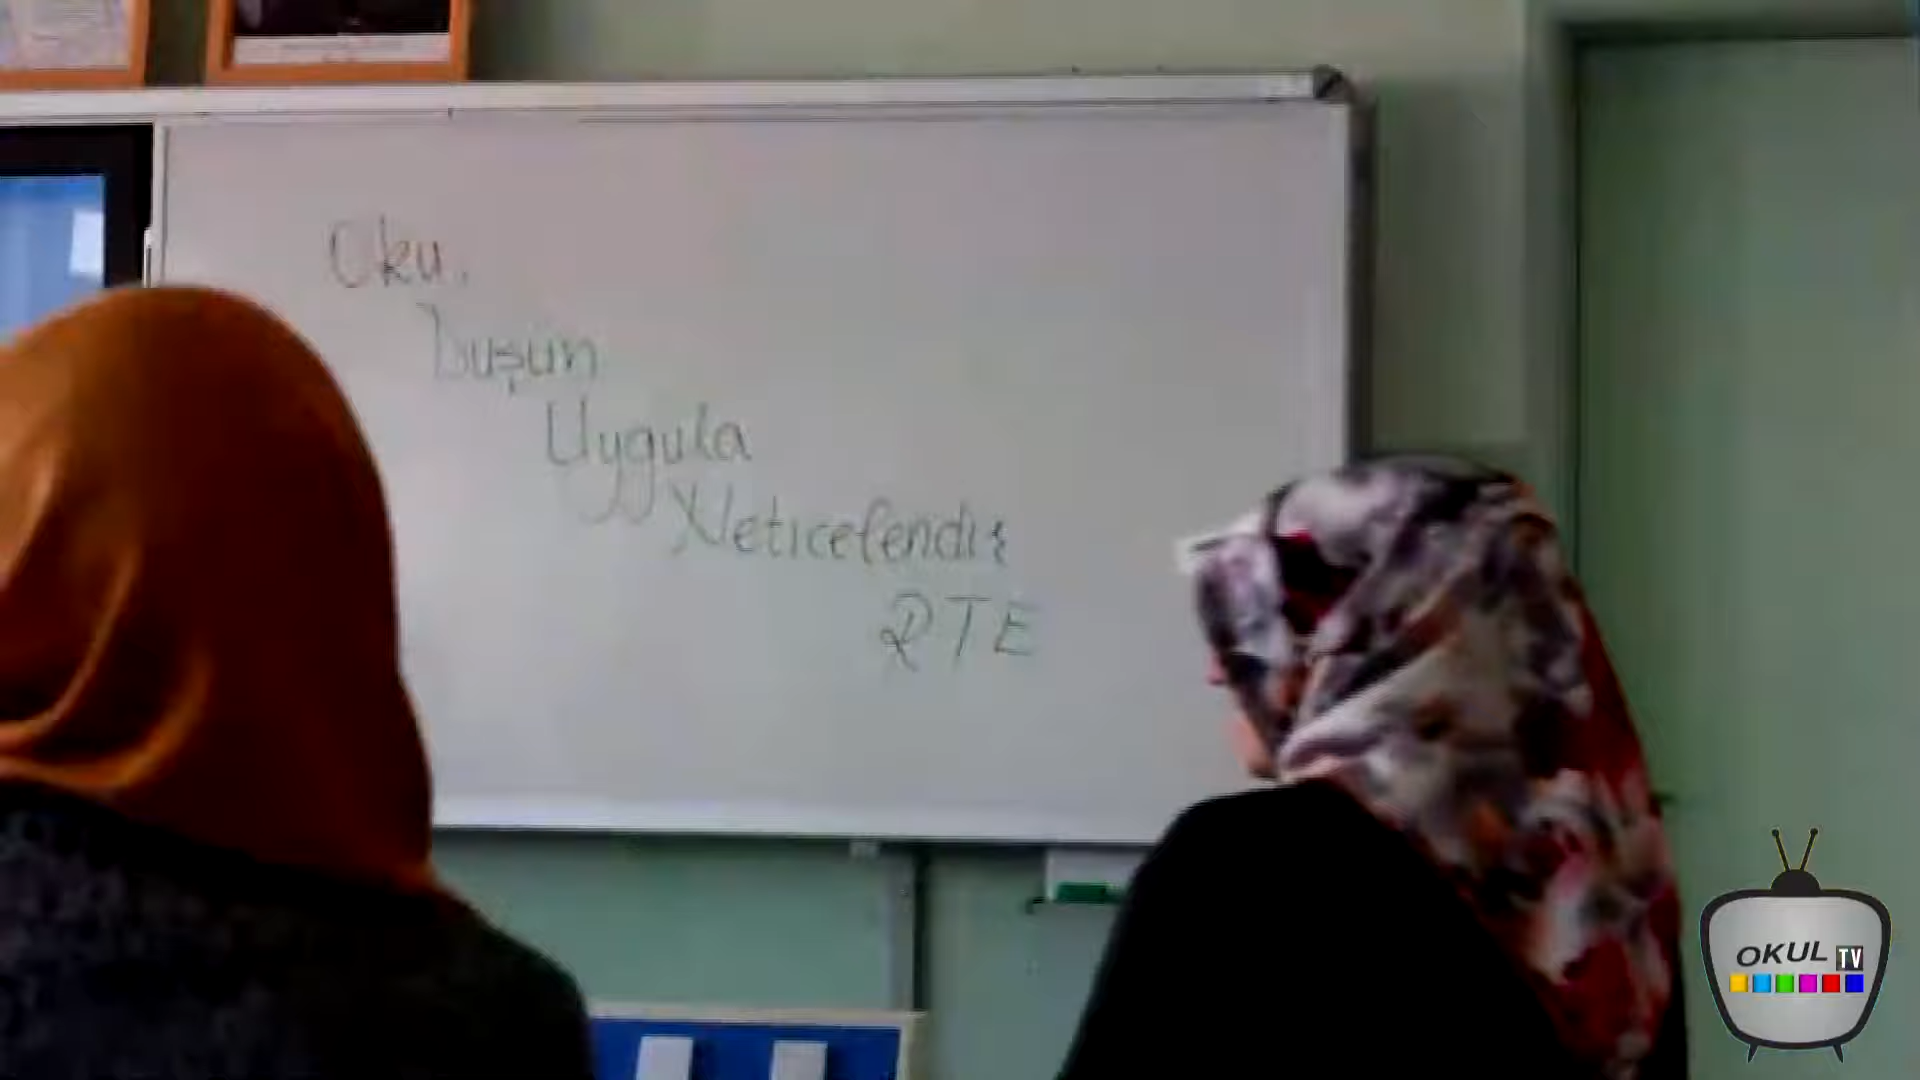 Oku.
Düşün
Uygula
Neticelendir
RTE
OKUL TV